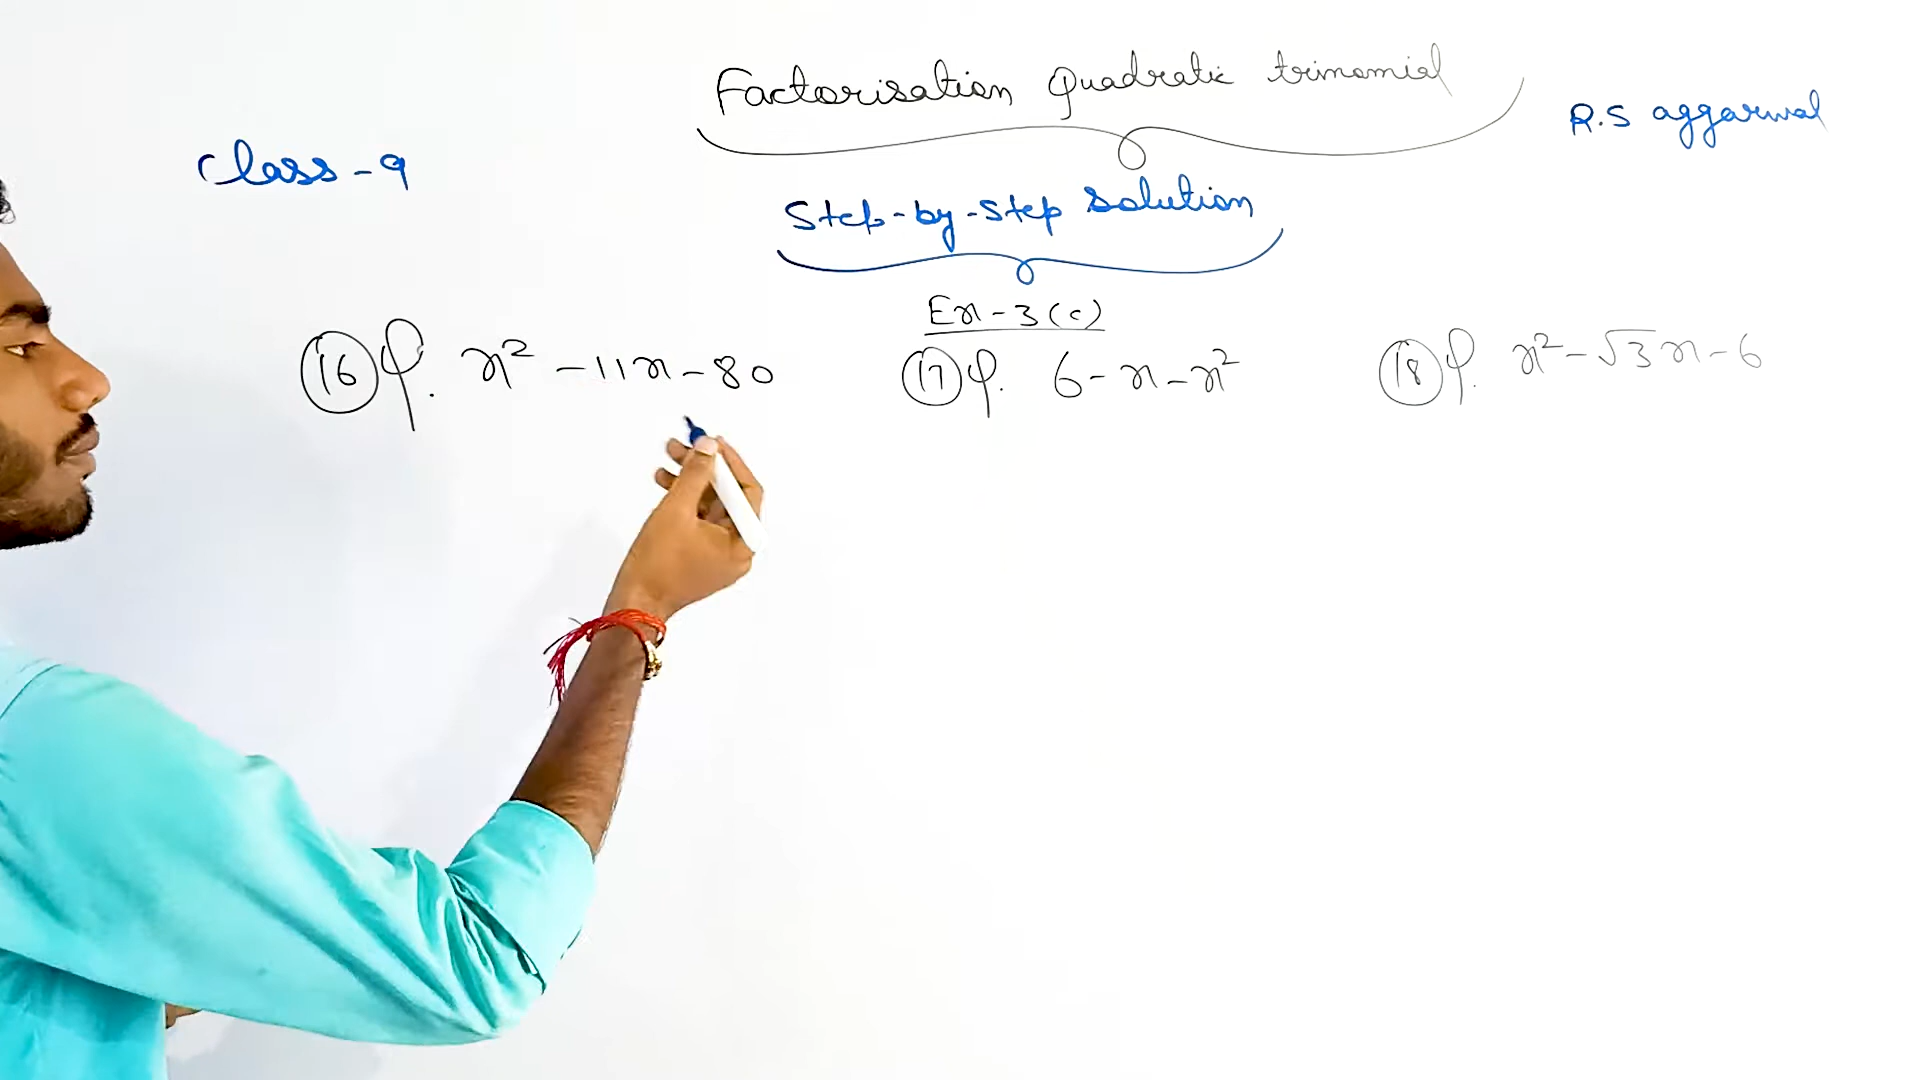 Factorisation Quadratic trinomial
R.S aggarwal
Class-9
Step-by-step solution
Ex-3(c)
16 φ. x² - 11x - 80
17 φ. 6 - x - x²
18 φ. x² - √3x - 6